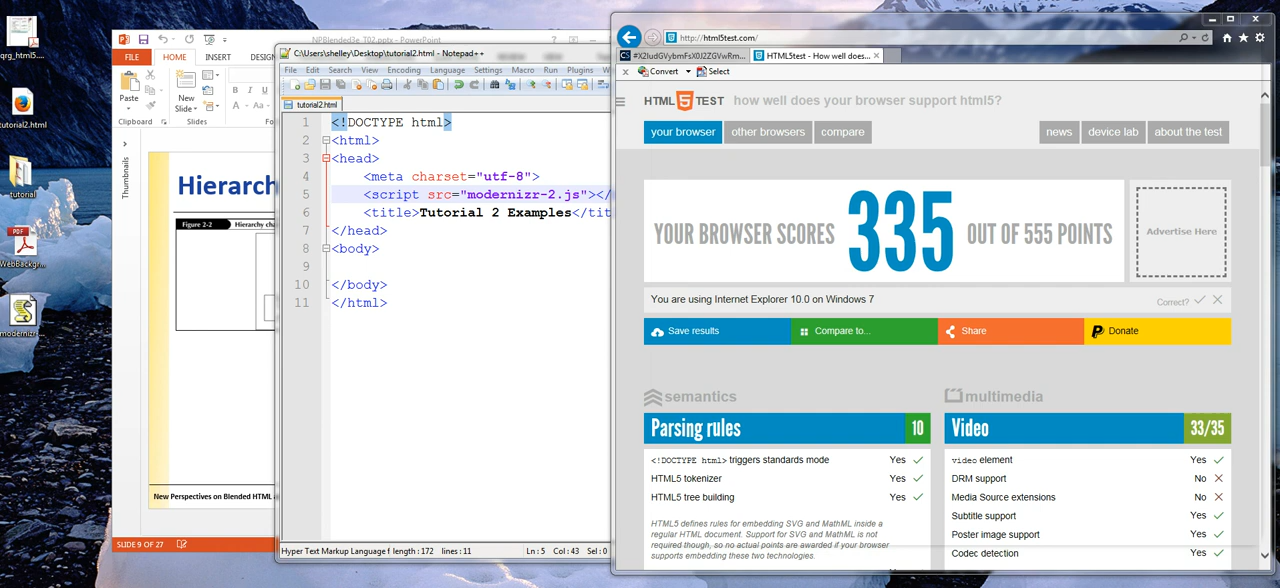 qrg_html5....
tutorial2.html
tutorial
WebBackgr...
modernizr-...
NPBlended3e_T02.pptx - PowerPoint
FILE
HOME
INSERT
DESIGN
Paste
New
Slide
B I U
Clipboard
Slides
Thumbnails
Hierarch
Figure 2-2
Hierarchy cha
New Perspectives on Blended HTML
SLIDE 9 OF 27
C:\Users\shelley\Desktop\tutorial2.html - Notepad++
File Edit Search View Encoding Language Settings Macro Run Plugins W
tutorial2.html
1 <!DOCTYPE html>
2 <html>
3 <head>
4 <meta charset="utf-8">
5 <script src="modernizr-2.js"></
6 <title>Tutorial 2 Examples</tit
7 </head>
8 <body>
9
10 </body>
11 </html>
Hyper Text Markup Language f length : 172 lines : 11 Ln : 5 Col : 43 Sel : 0
http://html5test.com/
HTML5test - How well does...
x Convert Select
HTML 5 TEST how well does your browser support html5?
your browser other browsers compare news device lab about the test
YOUR BROWSER SCORES 335 OUT OF 555 POINTS
Advertise Here
You are using Internet Explorer 10.0 on Windows 7
Correct?
Save results Compare to... Share Donate
semantics
Parsing rules 10
<!DOCTYPE html> triggers standards mode Yes ✓
HTML5 tokenizer Yes ✓
HTML5 tree building Yes ✓
HTML5 defines rules for embedding SVG and MathML inside a
regular HTML document. Support for SVG and MathML is not
required though, so no actual points are awarded if your browser
supports embedding these two technologies.
multimedia
Video 33/35
video element Yes ✓
DRM support No ✕
Media Source extensions No ✕
Subtitle support Yes ✓
Poster image support Yes ✓
Codec detection Yes ✓